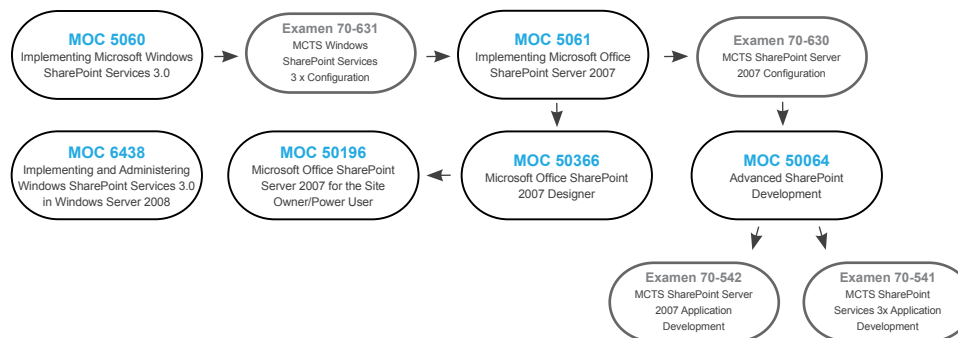 MOC 5060
Implementing Microsoft Windows
SharePoint Services 3.0
Examen 70-631
MCTS Windows
SharePoint Services
3 x Configuration
MOC 5061
Implementing Microsoft Office
SharePoint Server 2007
Examen 70-630
MCTS SharePoint Server
2007 Configuration
MOC 6438
Implementing and Administering
Windows SharePoint Services 3.0
in Windows Server 2008
MOC 50196
Microsoft Office SharePoint
Server 2007 for the Site
Owner/Power User
MOC 50366
Microsoft Office SharePoint
2007 Designer
MOC 50064
Advanced SharePoint
Development
Examen 70-542
MCTS SharePoint Server
2007 Application
Development
Examen 70-541
MCTS SharePoint
Services 3x Application
Development